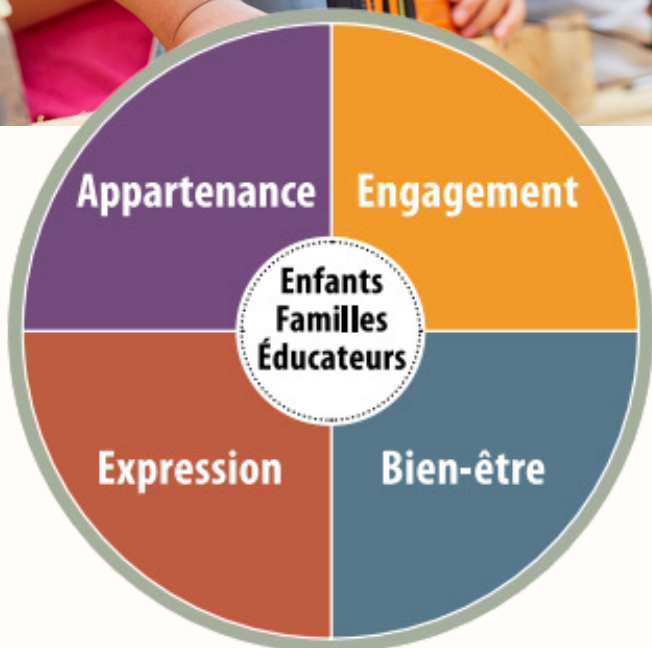 Appartenance
Engagement
Enfants
Familles
Éducateurs
Expression
Bien-être